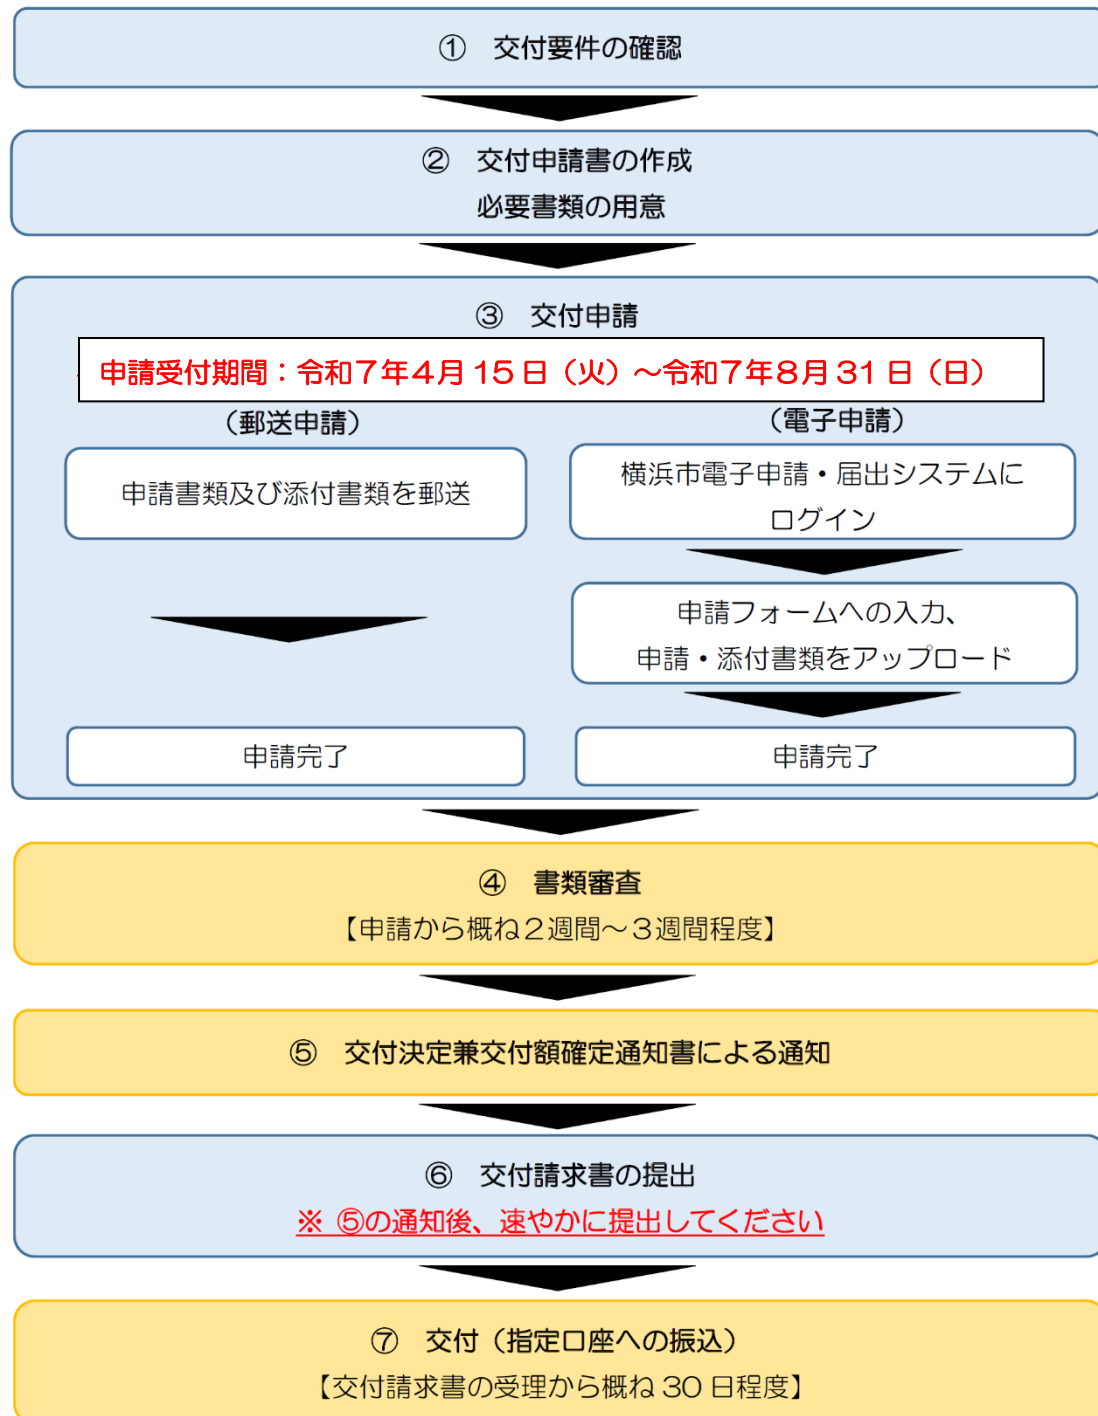 ① 交付要件の確認
② 交付申請書の作成
必要書類の用意
③ 交付申請
申請受付期間：令和７年４月 15 日（火）～令和７年８月 31 日（日）
（郵送申請）
申請書類及び添付書類を郵送
申請完了
（電子申請）
横浜市電子申請・届出システムに
ログイン
申請フォームへの入力、
申請・添付書類をアップロード
申請完了
④ 書類審査
【申請から概ね２週間～３週間程度】
⑤ 交付決定兼交付額確定通知書による通知
⑥ 交付請求書の提出
※ ⑤の通知後、速やかに提出してください
⑦ 交付（指定口座への振込）
【交付請求書の受理から概ね 30 日程度】